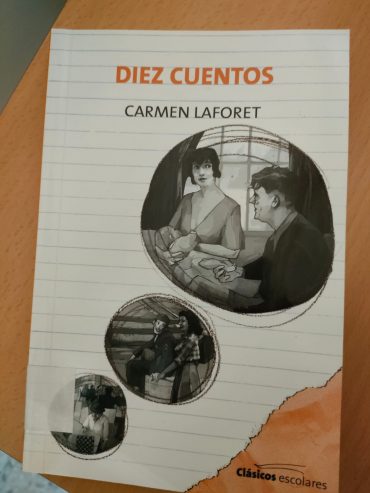 DIEZ CUENTOS
CARMEN LAFORET
Clásicos escolares